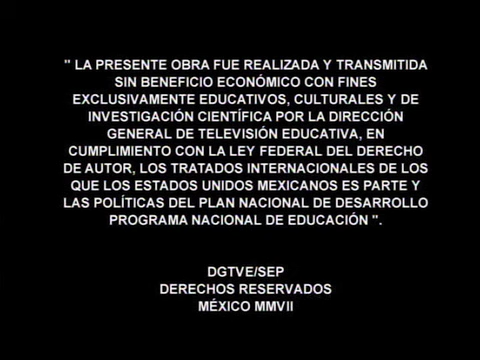 " LA PRESENTE OBRA FUE REALIZADA Y TRANSMITIDA
SIN BENEFICIO ECONÓMICO CON FINES
EXCLUSIVAMENTE EDUCATIVOS, CULTURALES Y DE
INVESTIGACIÓN CIENTÍFICA POR LA DIRECCIÓN
GENERAL DE TELEVISIÓN EDUCATIVA, EN
CUMPLIMIENTO CON LA LEY FEDERAL DEL DERECHO
DE AUTOR, LOS TRATADOS INTERNACIONALES DE LOS
QUE LOS ESTADOS UNIDOS MEXICANOS ES PARTE Y
LAS POLÍTICAS DEL PLAN NACIONAL DE DESARROLLO
PROGRAMA NACIONAL DE EDUCACIÓN ".
DGTVE/SEP
DERECHOS RESERVADOS
MÉXICO MMVII